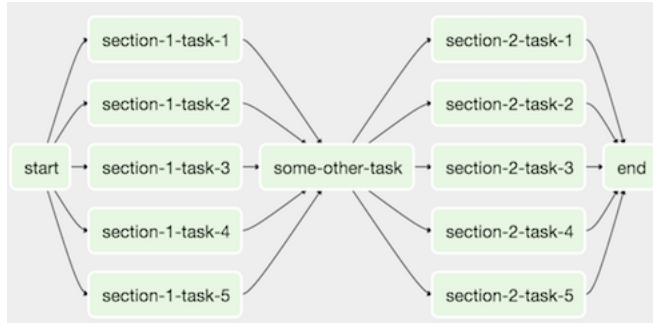 start
section-1-task-1
section-1-task-2
section-1-task-3
section-1-task-4
section-1-task-5
some-other-task
section-2-task-1
section-2-task-2
section-2-task-3
section-2-task-4
section-2-task-5
end